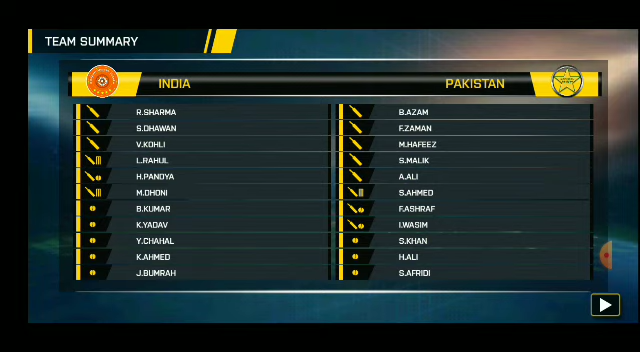 TEAM SUMMARY
INDIA
PAKISTAN
R.SHARMA
S.DHAWAN
V.KOHLI
L.RAHUL
H.PANDYA
M.DHONI
B.KUMAR
K.YADAV
Y.CHAHAL
K.AHMED
J.BUMRAH
B.AZAM
F.ZAMAN
M.HAFEEZ
S.MALIK
A.ALI
S.AHMED
F.ASHRAF
I.WASIM
S.KHAN
H.ALI
S.AFRIDI